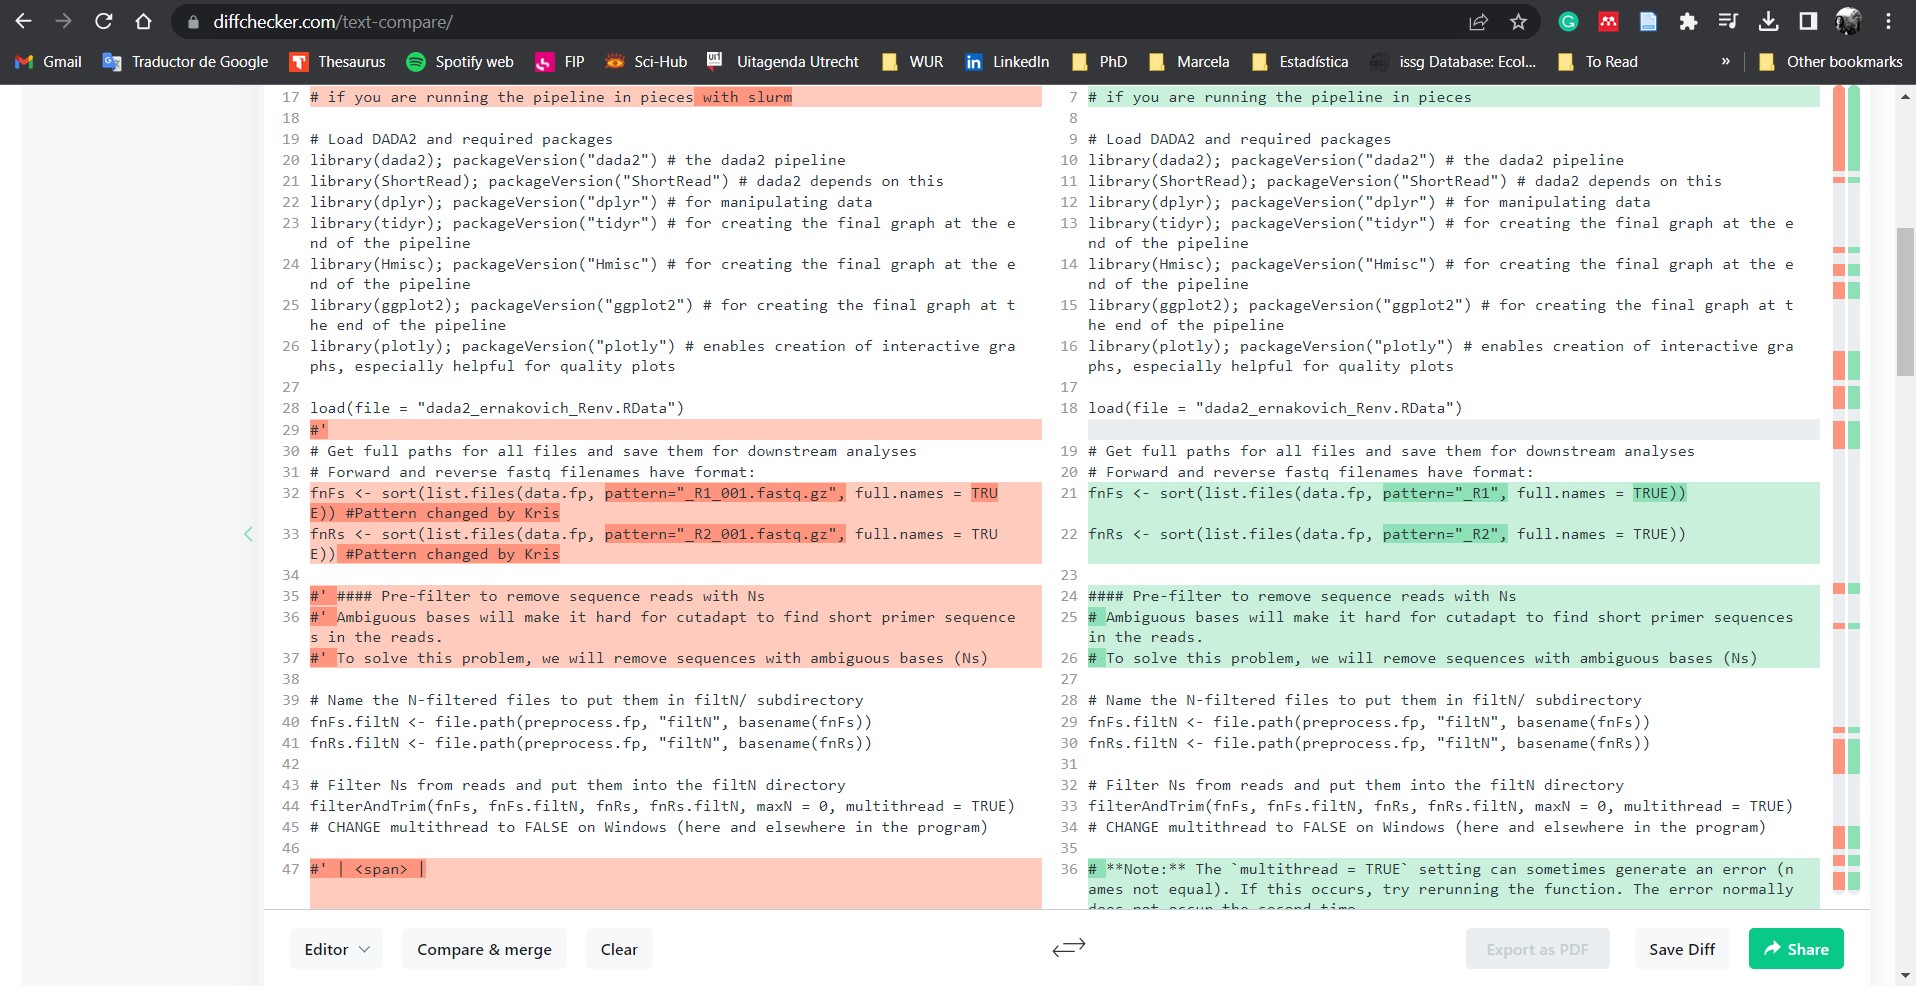 diffchecker.com/text-compare/
Gmail Traductor de Google Thesaurus Spotify web FIP Sci-Hub Uitagenda Utrecht WUR LinkedIn PhD Marcela Estadística issg Database: Ecol... To Read » Other bookmarks
17 # if you are running the pipeline in pieces with slurm
18
19 # Load DADA2 and required packages
20 library(dada2); packageVersion("dada2") # the dada2 pipeline
21 library(ShortRead); packageVersion("ShortRead") # dada2 depends on this
22 library(dplyr); packageVersion("dplyr") # for manipulating data
23 library(tidyr); packageVersion("tidyr") # for creating the final graph at the e
nd of the pipeline
24 library(Hmisc); packageVersion("Hmisc") # for creating the final graph at the e
nd of the pipeline
25 library(ggplot2); packageVersion("ggplot2") # for creating the final graph at t
he end of the pipeline
26 library(plotly); packageVersion("plotly") # enables creation of interactive gra
phs, especially helpful for quality plots
27
28 load(file = "dada2_ernakovich_Renv.RData")
29 #'
30 # Get full paths for all files and save them for downstream analyses
31 # Forward and reverse fastq filenames have format:
32 fnFs <- sort(list.files(data.fp, pattern="_R1_001.fastq.gz", full.names = TRU
E)) #Pattern changed by Kris
33 fnRs <- sort(list.files(data.fp, pattern="_R2_001.fastq.gz", full.names = TRU
E)) #Pattern changed by Kris
34
35 #' #### Pre-filter to remove sequence reads with Ns
36 #' Ambiguous bases will make it hard for cutadapt to find short primer sequence
s in the reads.
37 #' To solve this problem, we will remove sequences with ambiguous bases (Ns)
38
39 # Name the N-filtered files to put them in filtN/ subdirectory
40 fnFs.filtN <- file.path(preprocess.fp, "filtN", basename(fnFs))
41 fnRs.filtN <- file.path(preprocess.fp, "filtN", basename(fnRs))
42
43 # Filter Ns from reads and put them into the filtN directory
44 filterAndTrim(fnFs, fnFs.filtN, fnRs, fnRs.filtN, maxN = 0, multithread = TRUE)
45 # CHANGE multithread to FALSE on Windows (here and elsewhere in the program)
46
47 #' | <span> |
7 # if you are running the pipeline in pieces
8
9 # Load DADA2 and required packages
10 library(dada2); packageVersion("dada2") # the dada2 pipeline
11 library(ShortRead); packageVersion("ShortRead") # dada2 depends on this
12 library(dplyr); packageVersion("dplyr") # for manipulating data
13 library(tidyr); packageVersion("tidyr") # for creating the final graph at the e
nd of the pipeline
14 library(Hmisc); packageVersion("Hmisc") # for creating the final graph at the e
nd of the pipeline
15 library(ggplot2); packageVersion("ggplot2") # for creating the final graph at t
he end of the pipeline
16 library(plotly); packageVersion("plotly") # enables creation of interactive gra
phs, especially helpful for quality plots
17
18 load(file = "dada2_ernakovich_Renv.RData")
19 # Get full paths for all files and save them for downstream analyses
20 # Forward and reverse fastq filenames have format:
21 fnFs <- sort(list.files(data.fp, pattern="_R1", full.names = TRUE))
22 fnRs <- sort(list.files(data.fp, pattern="_R2", full.names = TRUE))
23
24 #### Pre-filter to remove sequence reads with Ns
25 # Ambiguous bases will make it hard for cutadapt to find short primer sequences
in the reads.
26 # To solve this problem, we will remove sequences with ambiguous bases (Ns)
27
28 # Name the N-filtered files to put them in filtN/ subdirectory
29 fnFs.filtN <- file.path(preprocess.fp, "filtN", basename(fnFs))
30 fnRs.filtN <- file.path(preprocess.fp, "filtN", basename(fnRs))
31
32 # Filter Ns from reads and put them into the filtN directory
33 filterAndTrim(fnFs, fnFs.filtN, fnRs, fnRs.filtN, maxN = 0, multithread = TRUE)
34 # CHANGE multithread to FALSE on Windows (here and elsewhere in the program)
35
36 # **Note:** The `multithread = TRUE` setting can sometimes generate an error (n
ames not equal). If this occurs, try rerunning the function. The error normally
does not occur the second time
Editor Compare & merge Clear Export as PDF Save Diff Share